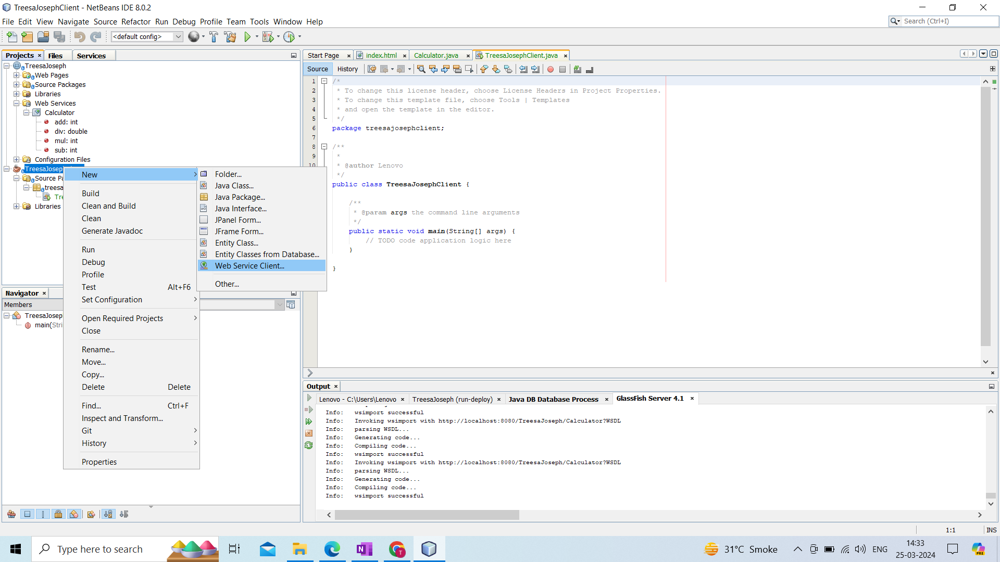 TreesaJosephClient - NetBeans IDE 8.0.2
File Edit View Navigate Source Refactor Run Debug Profile Team Tools Window Help
Search (Ctrl+I)
<default config>
Projects Files Services
TreesaJoseph
Web Pages
Source Packages
Libraries
Web Services
Calculator
add: int
div: double
mul: int
sub: int
Configuration Files
TreesaJosep
Source Pa
treesa
Tre
Libraries
New
Build
Clean and Build
Clean
Generate Javadoc
Run
Debug
Profile
Test Alt+F6
Set Configuration
Open Required Projects
Close
Rename...
Move...
Copy...
Delete Delete
Find... Ctrl+F
Inspect and Transform...
Git
History
Properties
Folder...
Java Class...
Java Package...
Java Interface...
JPanel Form...
JFrame Form...
Entity Class...
Entity Classes from Database...
Web Service Client...
Other...
Navigator
Members
TreesaJoseph
main(Stri
Start Page index.html Calculator.java TreesaJosephClient.java
Source History
1 /*
2 * To change this license header, choose License Headers in Project Properties.
3 * To change this template file, choose Tools | Templates
4 * and open the template in the editor.
5 */
6 package treesajosephclient;
7
8 /**
9 *
10 * @author Lenovo
*/
public class TreesaJosephClient {
/**
* @param args the command line arguments
*/
public static void main(String[] args) {
// TODO code application logic here
}
}
Output
Lenovo - C:\Users\Lenovo TreesaJoseph (run-deploy) Java DB Database Process GlassFish Server 4.1
Info: wsimport successful
Info: Invoking wsimport with http://localhost:8080/TreesaJoseph/Calculator?WSDL
Info: parsing WSDL...
Info: Generating code...
Info: Compiling code...
Info: wsimport successful
Info: Invoking wsimport with http://localhost:8080/TreesaJoseph/Calculator?WSDL
Info: parsing WSDL...
Info: Generating code...
Info: Compiling code...
Info: wsimport successful
1:1 INS
Type here to search
31°C Smoke
ENG
14:33
25-03-2024
PRE